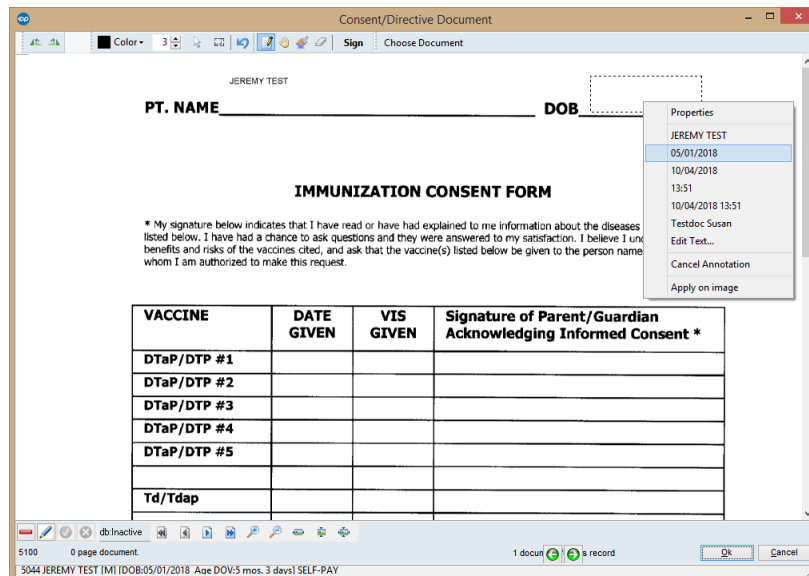 Consent/Directive Document
Color 3 Sign Choose Document
JEREMY TEST
PT. NAME DOB
Properties
JEREMY TEST
05/01/2018
10/04/2018
13:51
10/04/2018 13:51
Testdoc Susan
Edit Text...
Cancel Annotation
Apply on image
IMMUNIZATION CONSENT FORM
* My signature below indicates that I have read or have had explained to me information about the diseases
listed below. I have had a chance to ask questions and they were answered to my satisfaction. I believe I
benefits and risks of the vaccines cited, and ask that the vaccine(s) listed below be given to the person
whom I am authorized to make this request.
VACCINE DATE GIVEN VIS GIVEN Signature of Parent/Guardian Acknowledging Informed Consent *
DTaP/DTP #1
DTaP/DTP #2
DTaP/DTP #3
DTaP/DTP #4
DTaP/DTP #5
Td/Tdap
db:Inactive
5100 0 page document. 1 docun s record Ok Cancel
5044 JEREMY TEST [M] [DOB:05/01/2018 Age DOV:5 mos. 3 days] SELF-PAY